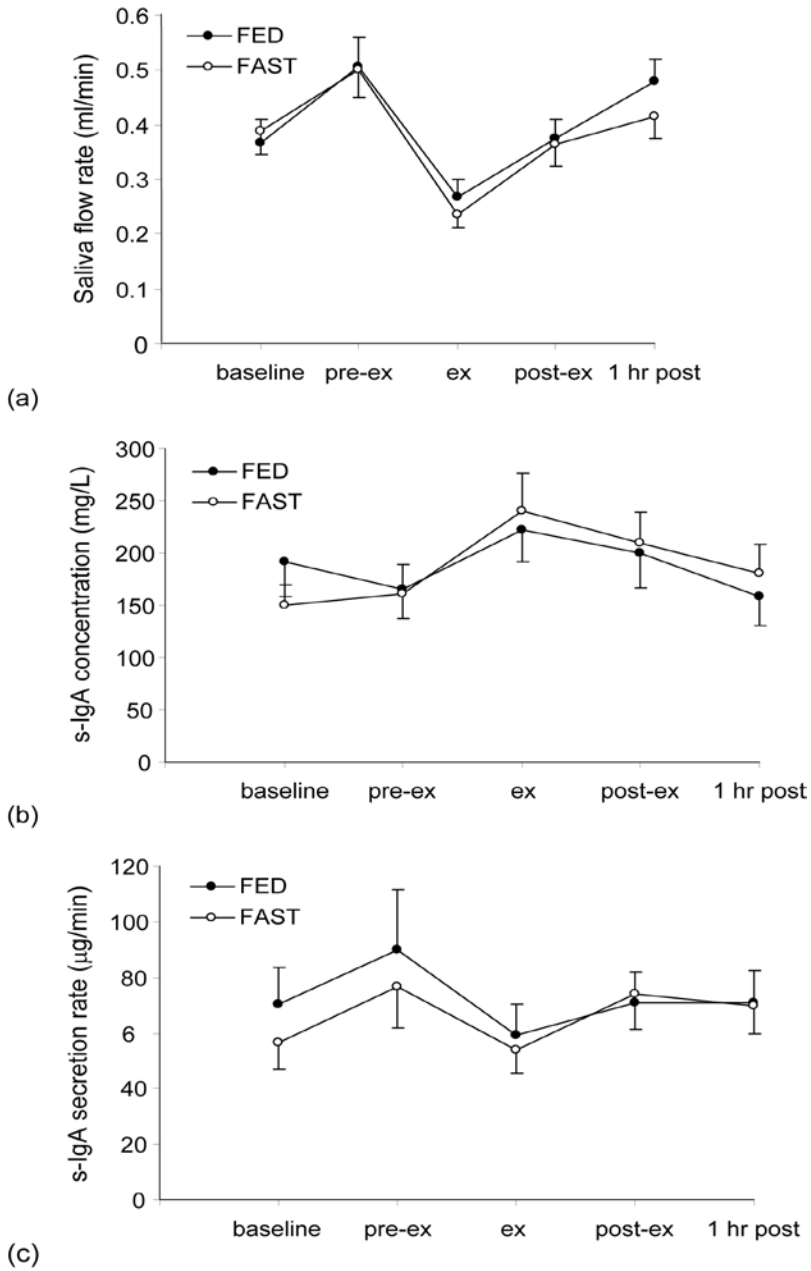 Saliva flow rate (ml/min)
0.6
0.5
0.4
0.3
0.2
0.1
0
FED
FAST
baseline pre-ex ex post-ex 1 hr post
(a)
s-IgA concentration (mg/L)
300
250
200
150
100
50
0
FED
FAST
baseline pre-ex ex post-ex 1 hr post
(b)
s-IgA secretion rate (μg/min)
120
100
80
6
40
20
0
FED
FAST
baseline pre-ex ex post-ex 1 hr post
(c)